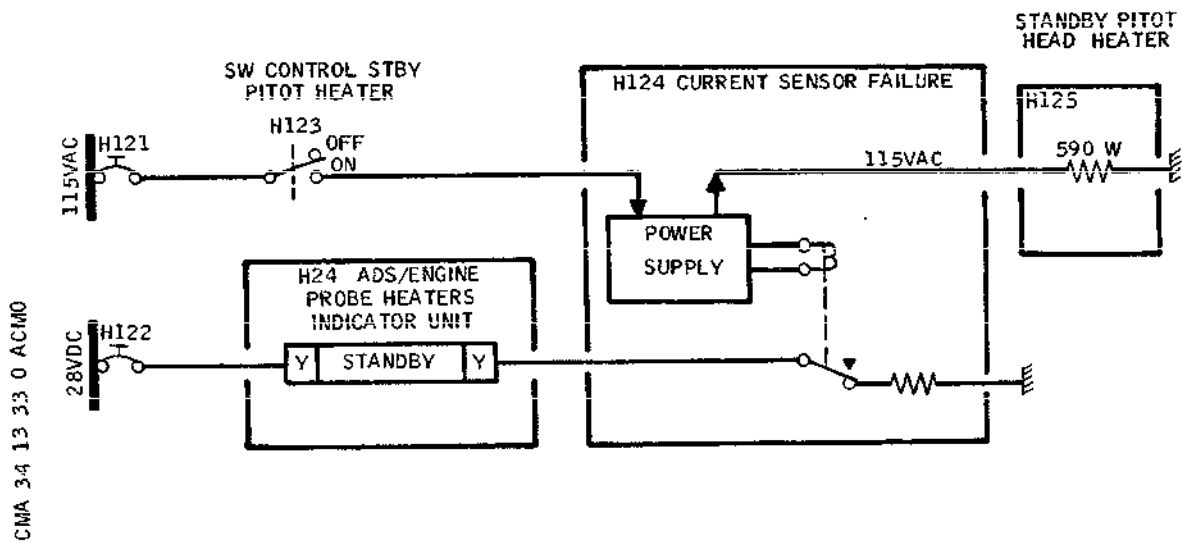 STANDBY PITOT
HEAD HEATER
SW CONTROL STBY
PITOT HEATER
H124 CURRENT SENSOR FAILURE
H125
H123
OFF
ON
H121
115VAC
115VAC
590 W
POWER
SUPPLY
H24 ADS/ENGINE
PROBE HEATERS
INDICATOR UNIT
H122
28VDC
Y STANDBY Y
CMA 34 13 33 0 ACM0